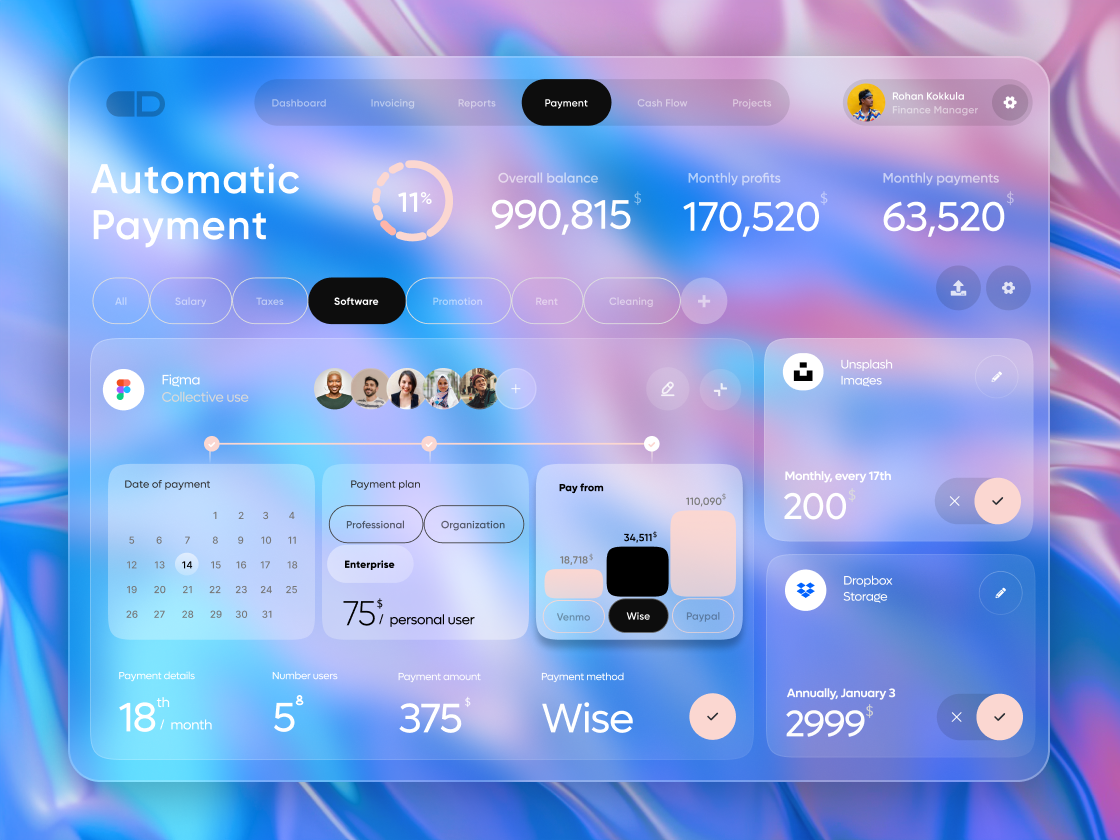 D
Dashboard
Invoicing
Reports
Payment
Cash Flow
Projects
Rohan Kokkula
Finance Manager
Automatic
Payment
11%
Overall balance
990,815$
Monthly profits
170,520$
Monthly payments
63,520$
All
Salary
Taxes
Software
Promotion
Rent
Cleaning
+
Figma
Collective use
+
Date of payment
1 2 3 4
5 6 7 8 9 10 11
12 13 14 15 16 17 18
19 20 21 22 23 24 25
26 27 28 29 30 31
Payment plan
Professional
Organization
Enterprise
75$/ personal user
Pay from
18,718$
34,511$
110,090$
Venmo
Wise
Paypal
Payment details
18th/ month
Number users
58
Payment amount
375$
Payment method
Wise
Unsplash
Images
Monthly, every 17th
200$
Dropbox
Storage
Annually, January 3
2999$